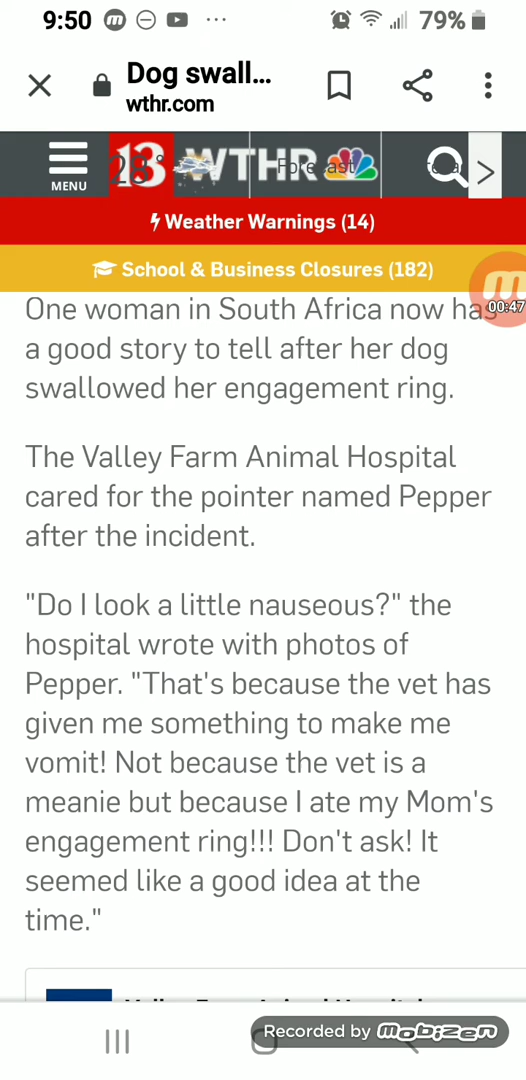 9:50 79%
Dog swall...
wthr.com
MENU 13 WTHR
Weather Warnings (14)
School & Business Closures (182)
00:47
One woman in South Africa now has
a good story to tell after her dog
swallowed her engagement ring.
The Valley Farm Animal Hospital
cared for the pointer named Pepper
after the incident.
"Do I look a little nauseous?" the
hospital wrote with photos of
Pepper. "That's because the vet has
given me something to make me
vomit! Not because the vet is a
meanie but because I ate my Mom's
engagement ring!!! Don't ask! It
seemed like a good idea at the
time."
Recorded by mobizen